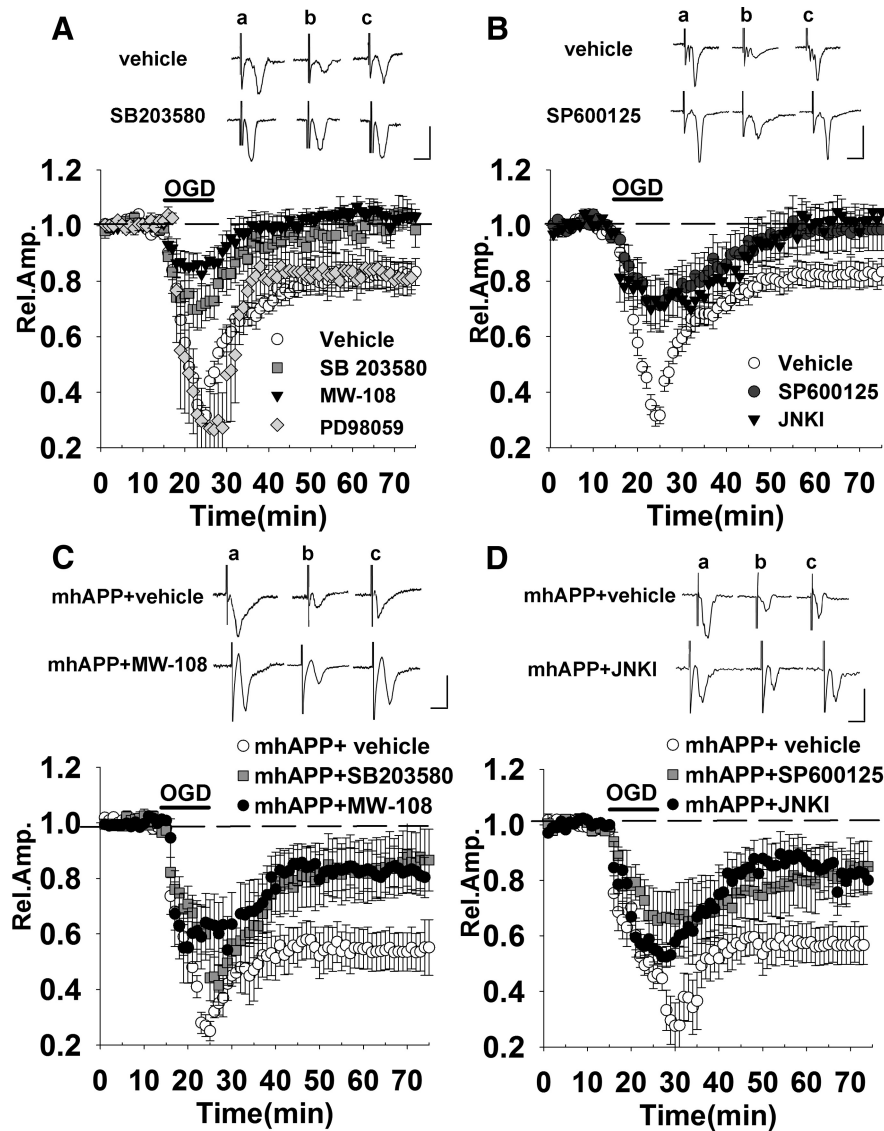 A
a b c
vehicle
SB203580
1.2
1.0
0.8
0.6
0.4
0.2
Rel.Amp.
OGD
Vehicle
SB 203580
MW-108
PD98059
0 10 20 30 40 50 60 70
Time(min)
B
a b c
vehicle
SP600125
1.2
1.0
0.8
0.6
0.4
0.2
Rel.Amp.
OGD
Vehicle
SP600125
JNKI
0 10 20 30 40 50 60 70
Time(min)
C
a b c
mhAPP+vehicle
mhAPP+MW-108
mhAPP+ vehicle
mhAPP+SB203580
mhAPP+MW-108
1.2
1.0
0.8
0.6
0.4
0.2
Rel.Amp.
OGD
0 10 20 30 40 50 60 70
Time(min)
D
a b c
mhAPP+vehicle
mhAPP+JNKI
mhAPP+ vehicle
mhAPP+SP600125
mhAPP+JNKI
1.2
1.0
0.8
0.6
0.4
0.2
Rel.Amp.
OGD
0 10 20 30 40 50 60 70
Time(min)